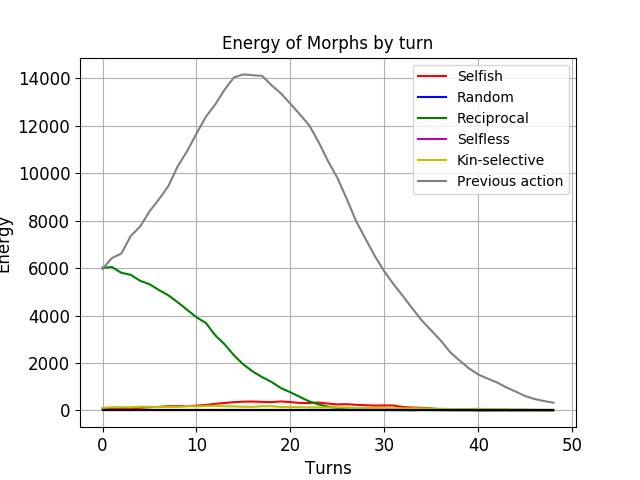 Energy of Morphs by turn
Selfish
Random
Reciprocal
Selfless
Kin-selective
Previous action
Energy
14000
12000
10000
8000
6000
4000
2000
0
0 10 20 30 40 50
Turns